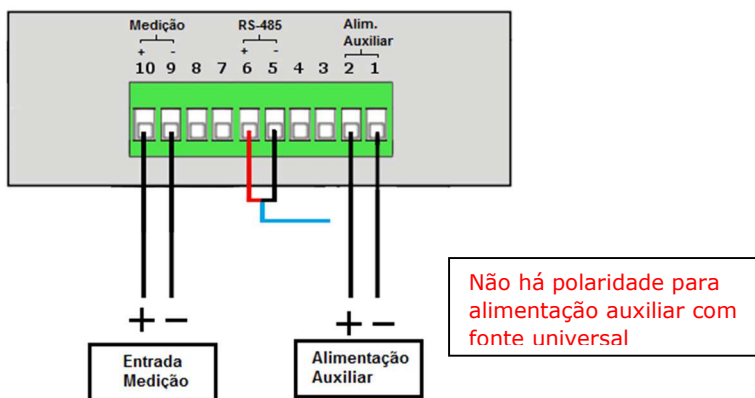 Medição RS-485 Alim. Auxiliar
+ - + -
10 9 8 7 6 5 4 3 2 1
+ - + -
Entrada Medição
Alimentação Auxiliar
Não há polaridade para
alimentação auxiliar com
fonte universal